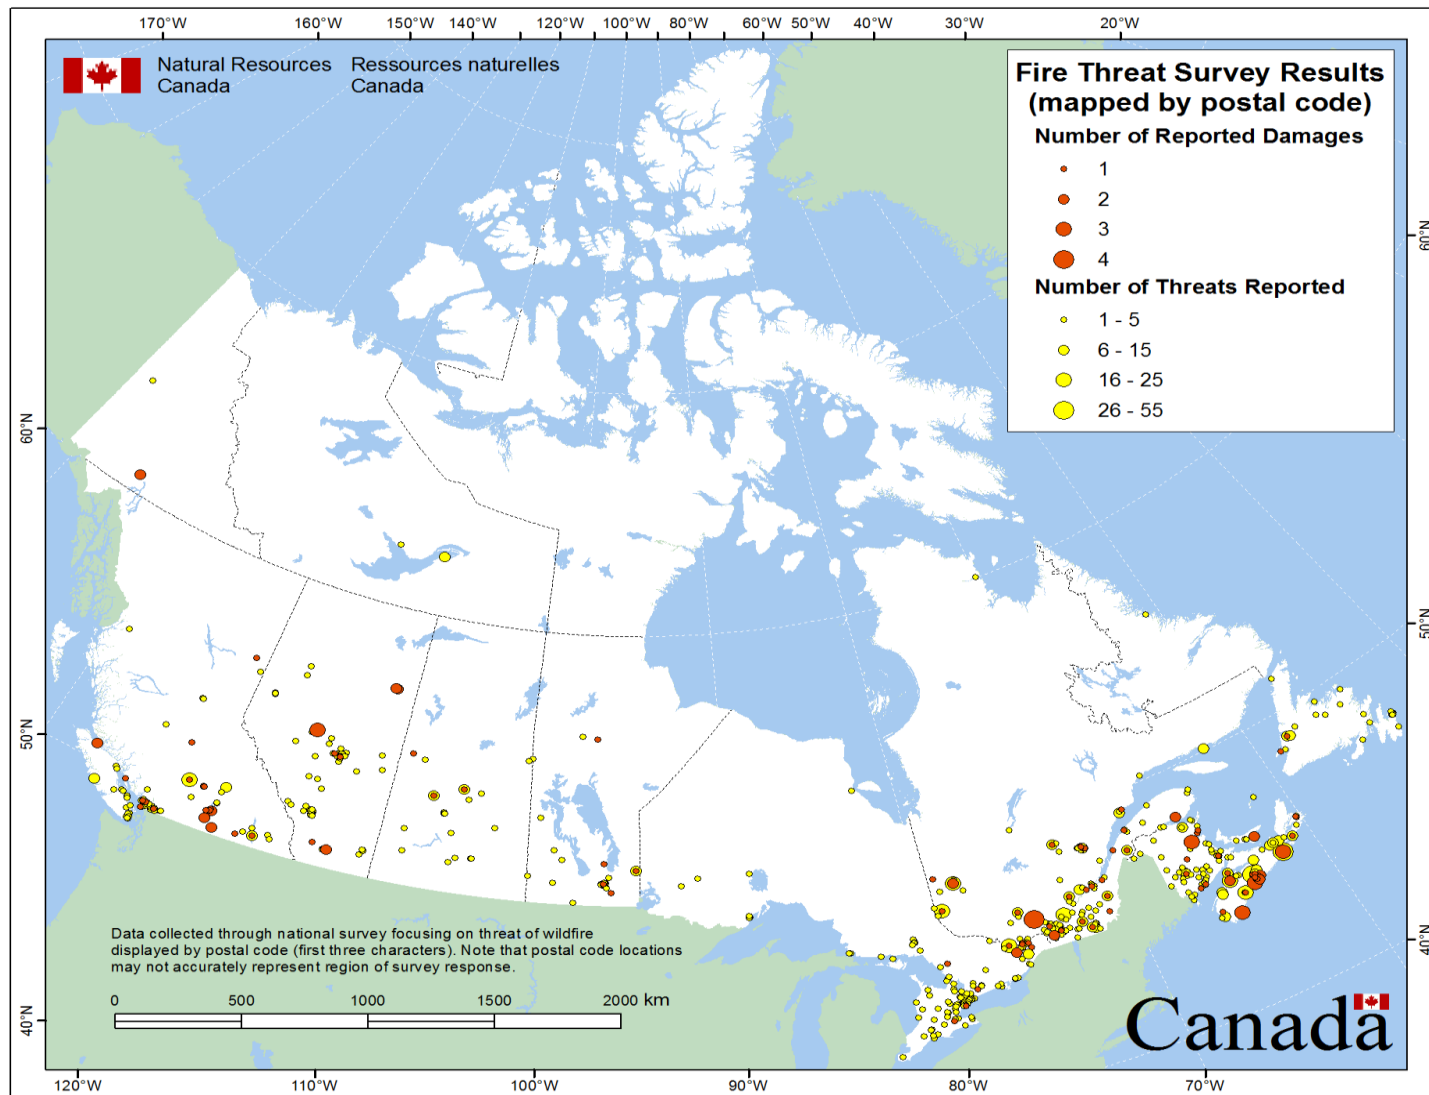 170°W 160°W 150°W 140°W 120°W 100°W 80°W 60°W 50°W 40°W 30°W 20°W
Natural Resources Ressources naturelles
Canada Canada
Fire Threat Survey Results
(mapped by postal code)
Number of Reported Damages
1
2
3
4
Number of Threats Reported
1 - 5
6 - 15
16 - 25
26 - 55
60°N
50°N
40°N
60°N
50°N
40°N
Data collected through national survey focusing on threat of wildfire
displayed by postal code (first three characters). Note that postal code locations
may not accurately represent region of survey response.
0 500 1000 1500 2000 km
Canada
120°W 110°W 100°W 90°W 80°W 70°W